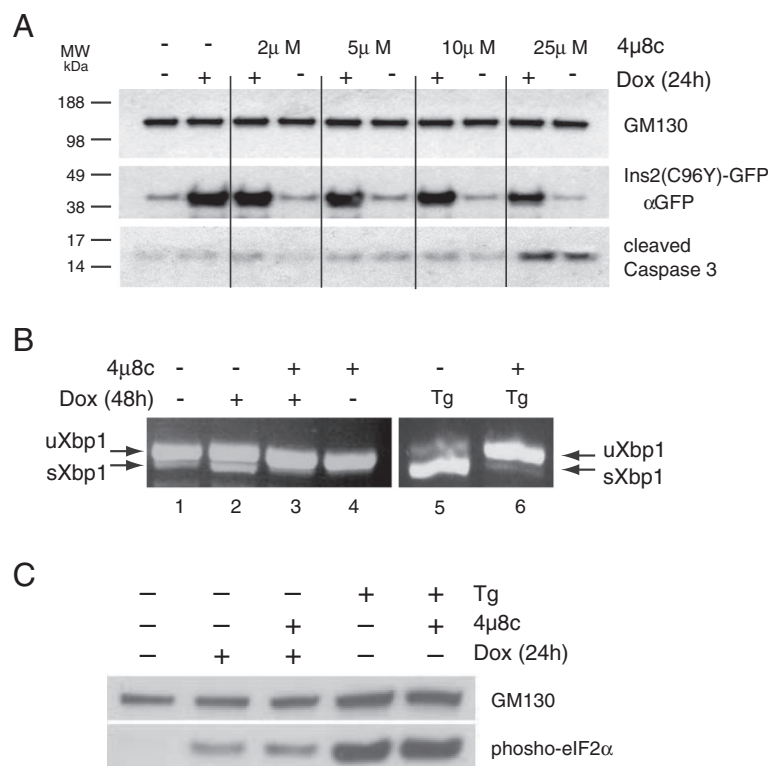 A
MW
kDa
- - 2μ M 5μ M 10μ M 25μ M 4μ8c
- + + - + - + - + - Dox (24h)
188
98
GM130
49
38
Ins2(C96Y)-GFP
αGFP
17
14
cleaved
Caspase 3
B
4μ8c - - + + - +
Dox (48h) - + + - Tg Tg
uXbp1
sXbp1
uXbp1
sXbp1
1 2 3 4 5 6
C
– – – + + Tg
– – + – + 4μ8c
– + + – – Dox (24h)
GM130
phosho-eIF2α